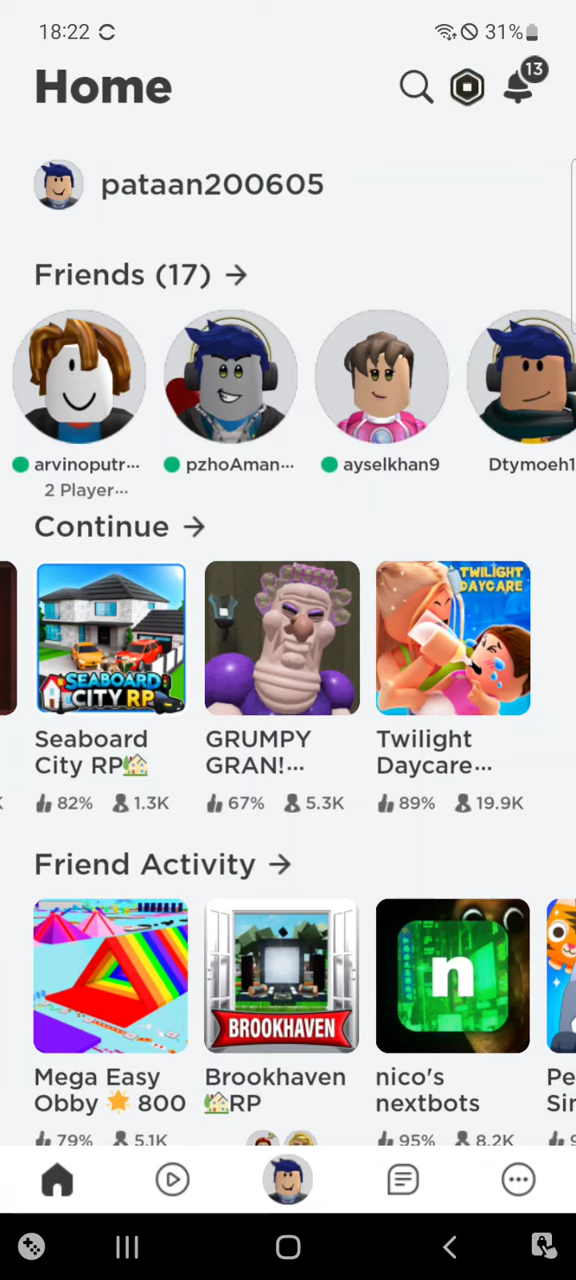 18:22
31%
Home
13
pataan200605
Friends (17)
arvinoputr...
pzhoAman...
ayselkhan9
Dtymoeh1
2 Player...
Continue
SEABOARD
CITY RP
TWILIGHT
DAYCARE
Seaboard
City RP
GRUMPY
GRAN!...
Twilight
Daycare...
82% 1.3K
67% 5.3K
89% 19.9K
Friend Activity
BROOKHAVEN
n
Mega Easy
Obby 🌟 800
Brookhaven
🏡RP
nico's
nextbots
Pe
Sir
79% 5.1K
95% 8.2K